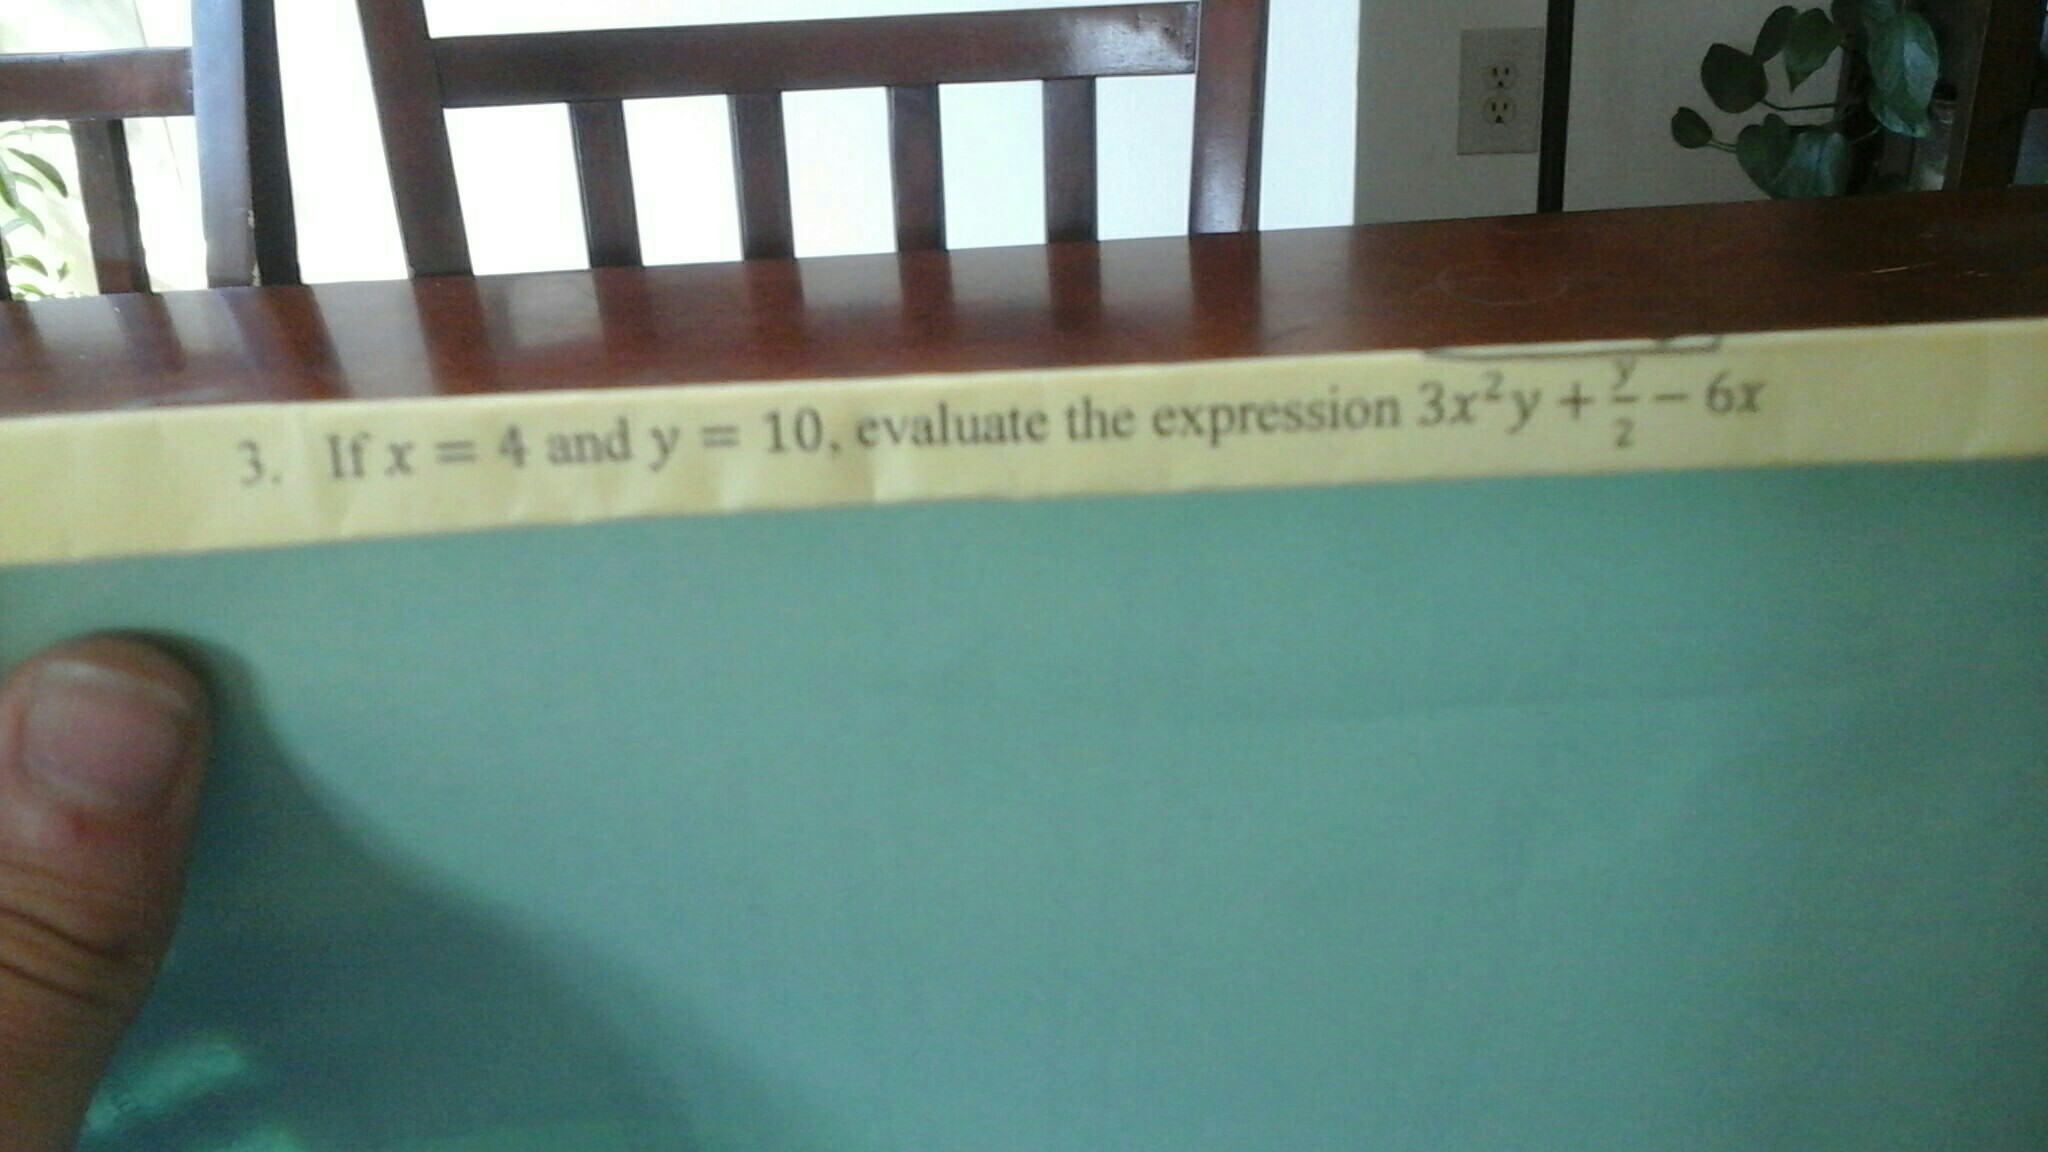 3. If x = 4 and y = 10, evaluate the expression 3x²y + y/2 − 6x